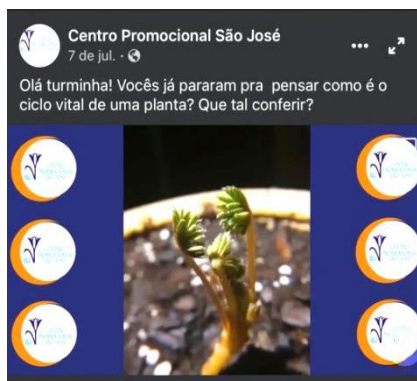 Centro Promocional São José
7 de jul. ·
Olá turminha! Vocês já pararam pra pensar como é o
ciclo vital de uma planta? Que tal conferir?